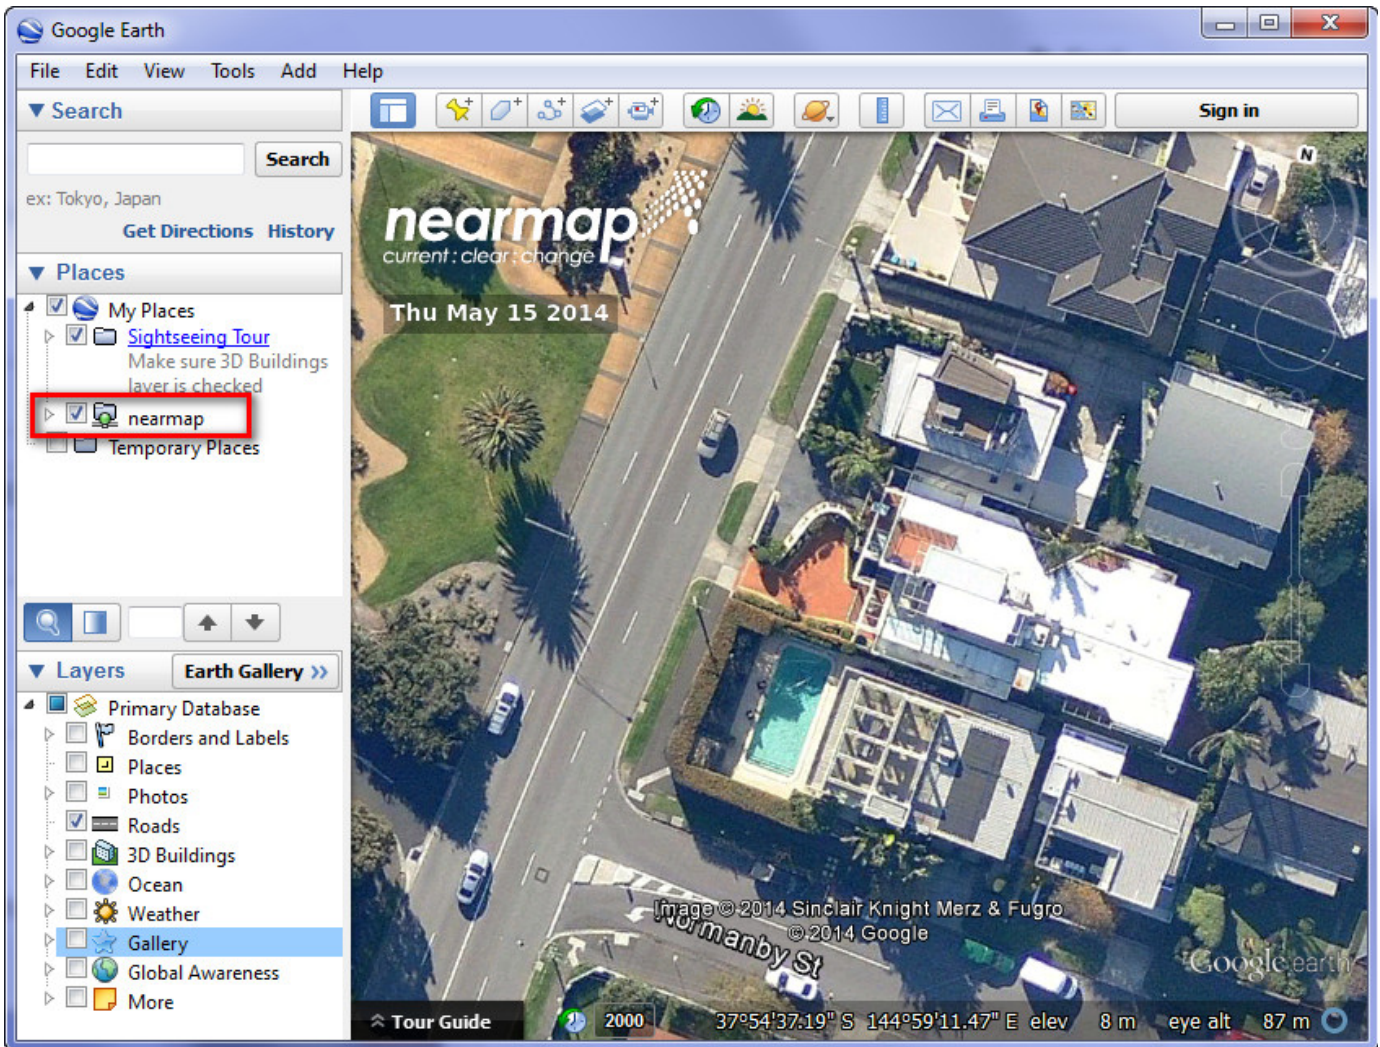 Google Earth
File Edit View Tools Add Help
Search
Sign in
Search
ex: Tokyo, Japan
Get Directions History
Places
My Places
Sightseeing Tour
Make sure 3D Buildings
layer is checked
nearmap
Temporary Places
Layers
Earth Gallery >>
Primary Database
Borders and Labels
Places
Photos
Roads
3D Buildings
Ocean
Weather
Gallery
Global Awareness
More
N
nearmap
current : clear : change
Thu May 15 2014
Image © 2014 Sinclair Knight Merz & Fugro
© 2014 Google
Normanby St
Google earth
Tour Guide
2000
37°54'37.19" S 144°59'11.47" E elev 8 m eye alt 87 m